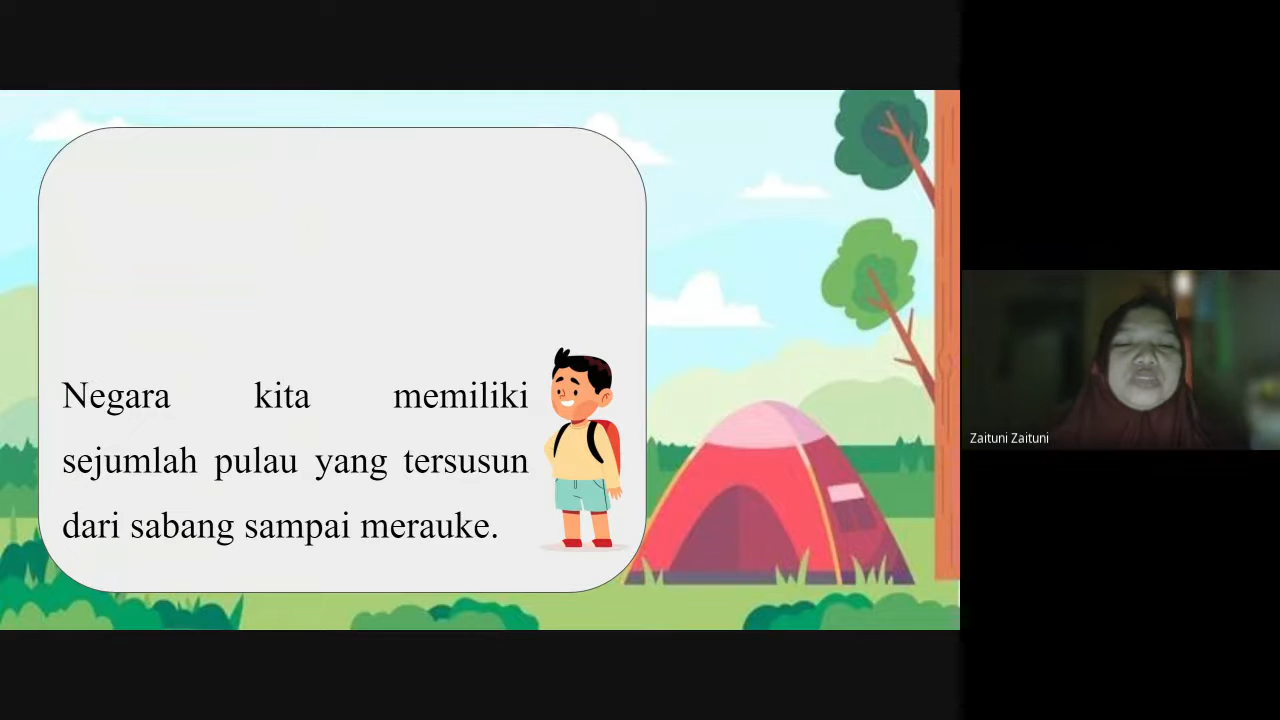 Negara kita memiliki
sejumlah pulau yang tersusun
dari sabang sampai merauke.
Zaituni Zaituni